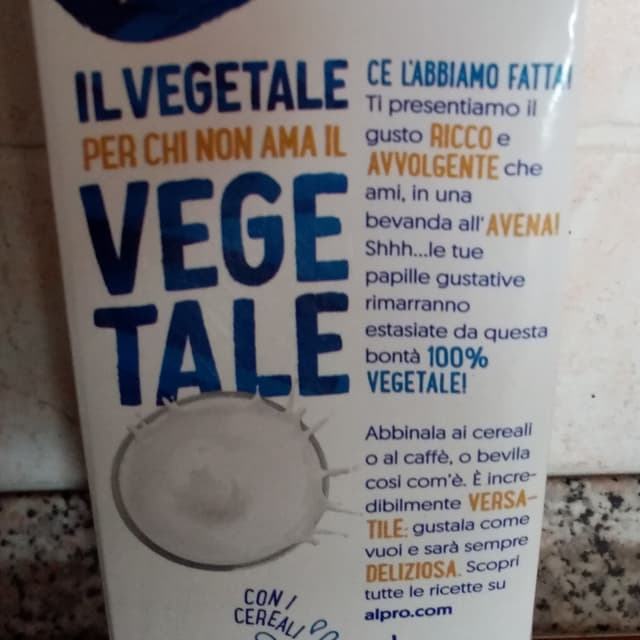 IL VEGETALE
PER CHI NON AMA IL
VEGE
TALE
CE L'ABBIAMO FATTA!
Ti presentiamo il
gusto RICCO e
AVVOLGENTE che
ami, in una
bevanda all'AVENA!
Shhh...le tue
papille gustative
rimarranno
estasiate da questa
bontà 100%
VEGETALE!
Abbinala ai cereali
o al caffè, o bevila
così com'è. È incre-
dibilmente VERSA-
TILE: gustala come
vuoi e sarà sempre
DELIZIOSA. Scopri
tutte le ricette su
alpro.com
CON I
CEREALI